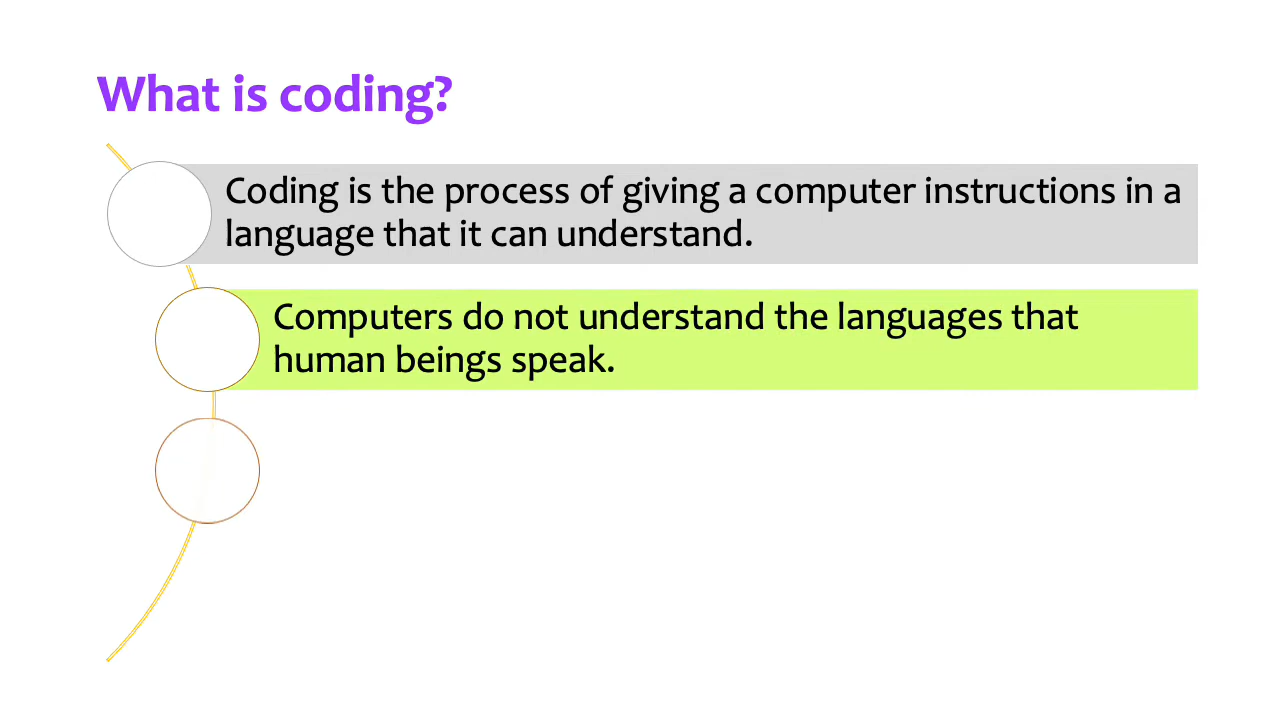 What is coding?
Coding is the process of giving a computer instructions in a
language that it can understand.
Computers do not understand the languages that
human beings speak.